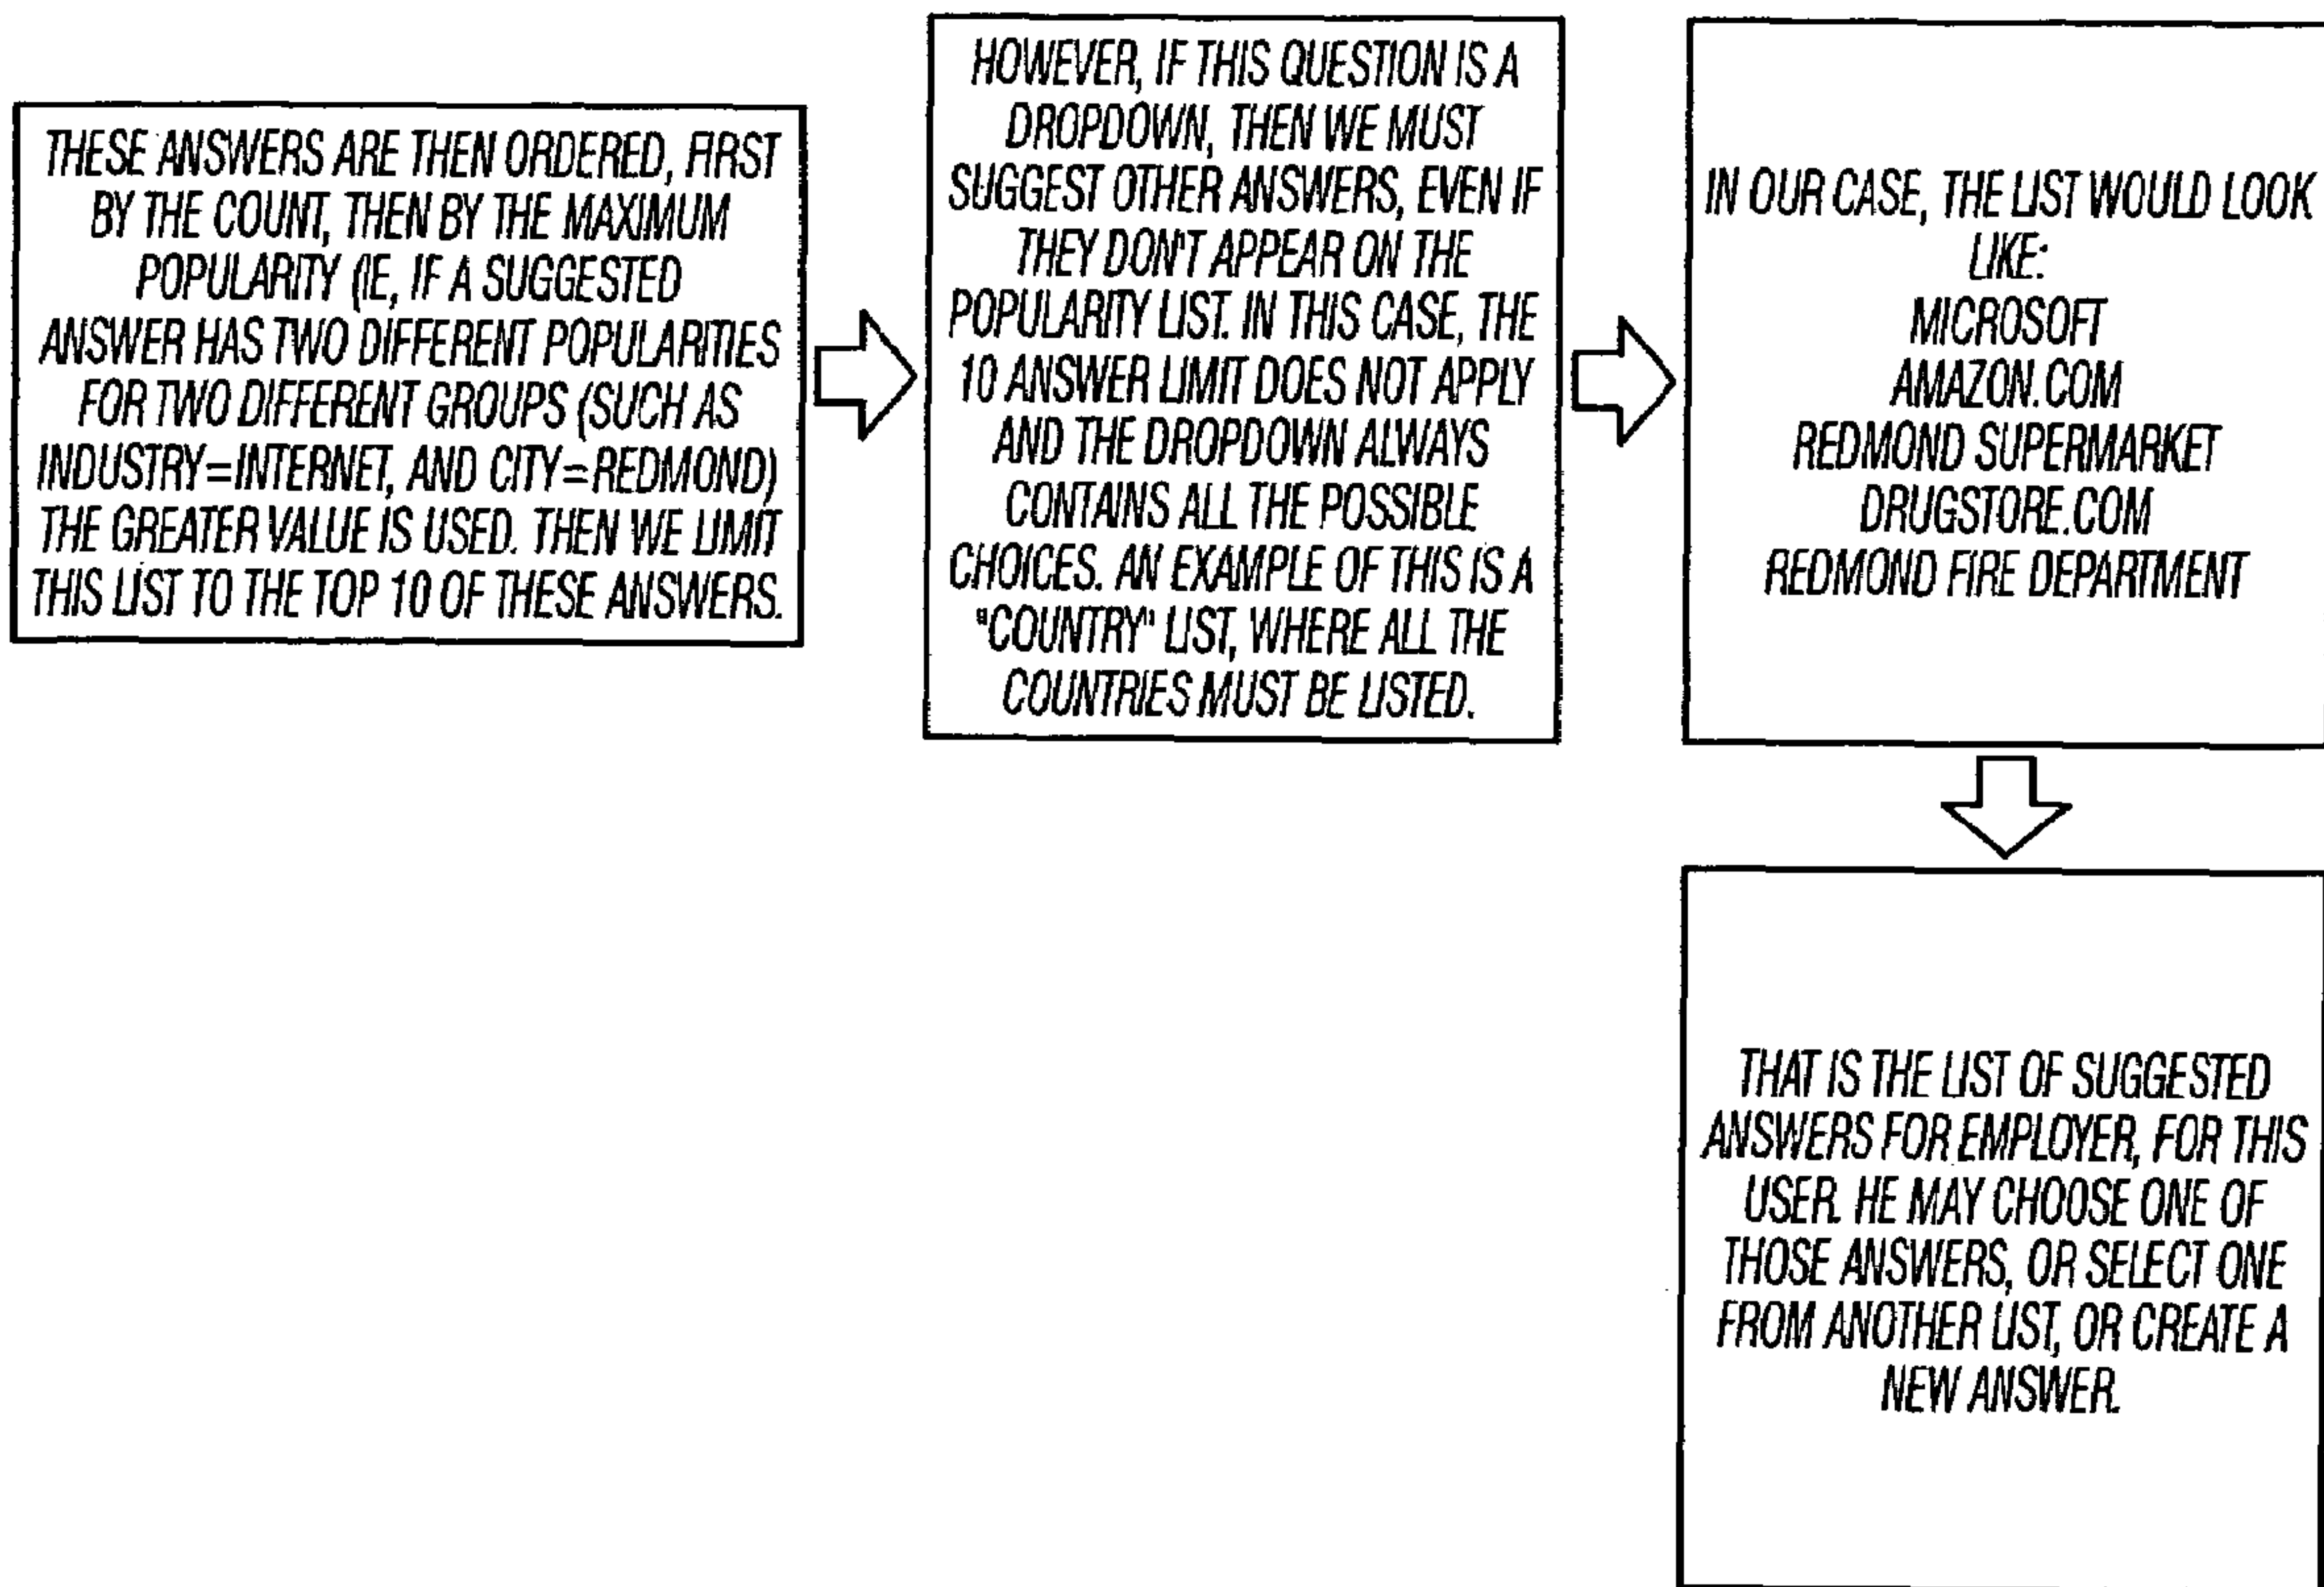 THESE ANSWERS ARE THEN ORDERED, FIRST
BY THE COUNT, THEN BY THE MAXIMUM
POPULARITY (IE, IF A SUGGESTED
ANSWER HAS TWO DIFFERENT POPULARITIES
FOR TWO DIFFERENT GROUPS (SUCH AS
INDUSTRY=INTERNET, AND CITY=REDMOND)
THE GREATER VALUE IS USED. THEN WE LIMIT
THIS LIST TO THE TOP 10 OF THESE ANSWERS.
HOWEVER, IF THIS QUESTION IS A
DROPDOWN, THEN WE MUST
SUGGEST OTHER ANSWERS, EVEN IF
THEY DON'T APPEAR ON THE
POPULARITY LIST. IN THIS CASE, THE
10 ANSWER LIMIT DOES NOT APPLY
AND THE DROPDOWN ALWAYS
CONTAINS ALL THE POSSIBLE
CHOICES. AN EXAMPLE OF THIS IS A
"COUNTRY" LIST, WHERE ALL THE
COUNTRIES MUST BE LISTED.
IN OUR CASE, THE LIST WOULD LOOK
LIKE:
MICROSOFT
AMAZON.COM
REDMOND SUPERMARKET
DRUGSTORE.COM
REDMOND FIRE DEPARTMENT
THAT IS THE LIST OF SUGGESTED
ANSWERS FOR EMPLOYER, FOR THIS
USER. HE MAY CHOOSE ONE OF
THOSE ANSWERS, OR SELECT ONE
FROM ANOTHER LIST, OR CREATE A
NEW ANSWER.